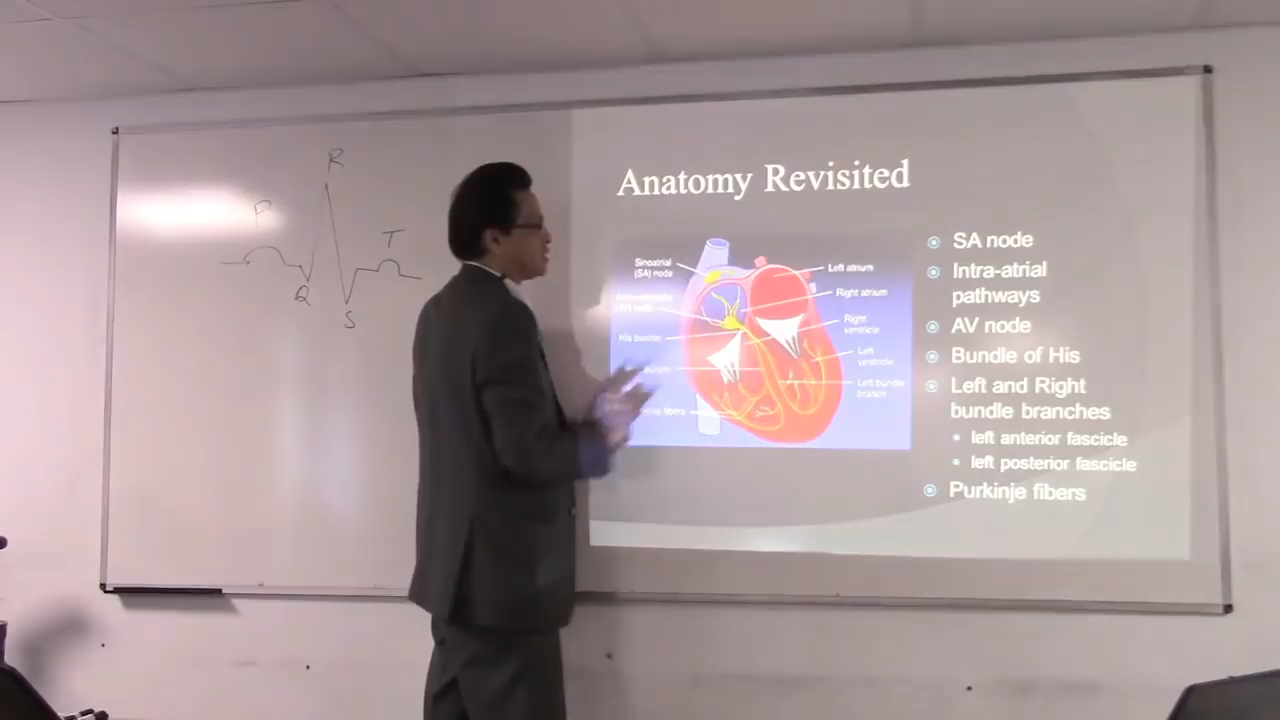 P
R
Q
S
T
Anatomy Revisited
Sinoatrial
(SA) node
His bundle
fibers
Left atrium
Right atrium
Right
ventricle
Left
ventricle
Left bundle
branch
SA node
Intra-atrial
pathways
AV node
Bundle of His
Left and Right
bundle branches
left anterior fascicle
left posterior fascicle
Purkinje fibers